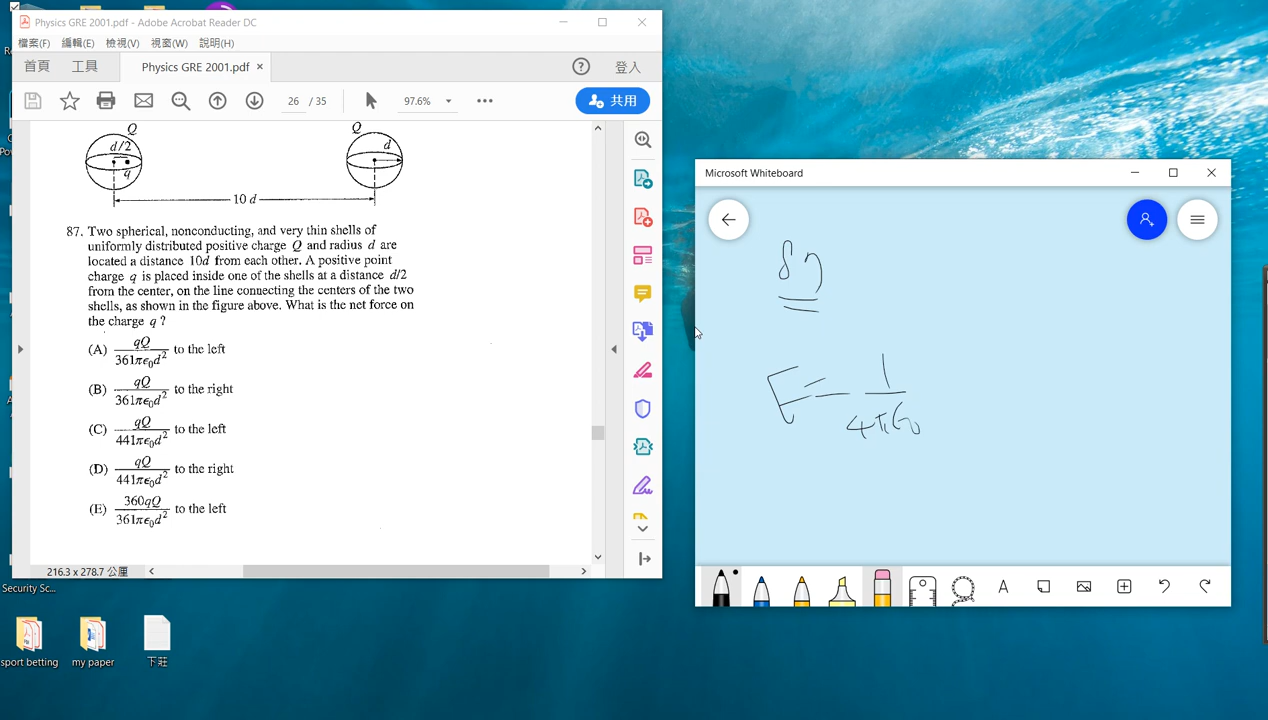 Physics GRE 2001.pdf - Adobe Acrobat Reader DC
檔案(F) 編輯(E) 檢視(V) 視窗(W) 說明(H)
首頁 工具 Physics GRE 2001.pdf × 登入
26 / 35 97.6% 共用
Q Q
d/2 d
q
10 d
87. Two spherical, nonconducting, and very thin shells of
uniformly distributed positive charge Q and radius d are
located a distance 10d from each other. A positive point
charge q is placed inside one of the shells at a distance d/2
from the center, on the line connecting the centers of the two
shells, as shown in the figure above. What is the net force on
the charge q ?
(A) qQ/361πϵ₀d² to the left
(B) qQ/361πϵ₀d² to the right
(C) qQ/441πϵ₀d² to the left
(D) qQ/441πϵ₀d² to the right
(E) 360qQ/361πϵ₀d² to the left
216.3 x 278.7 公厘
Microsoft Whiteboard
87
E = 1/4πϵ₀
A
Security Sc...
sport betting my paper 下莊